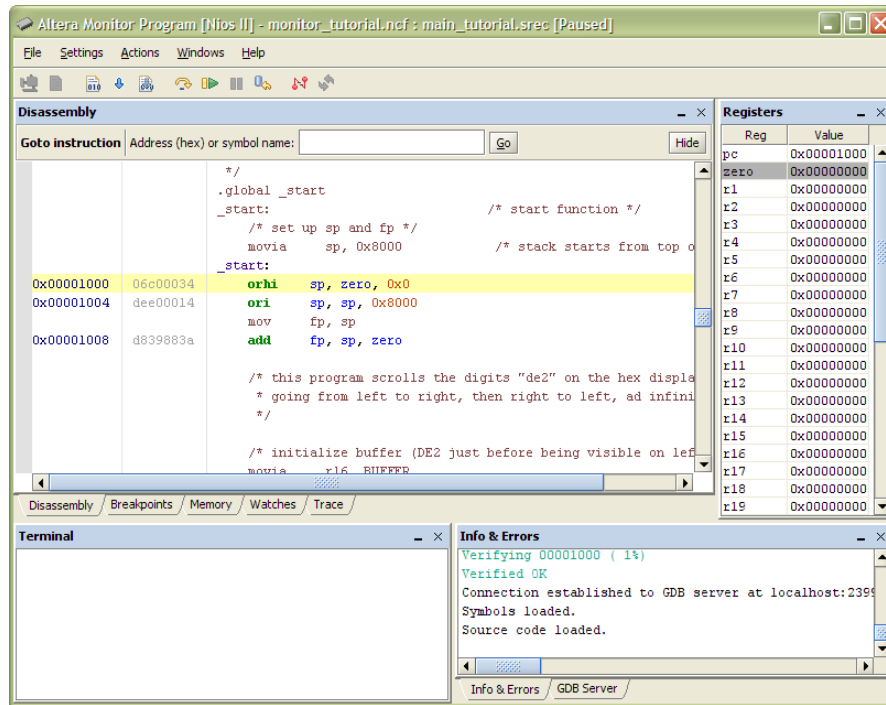 Altera Monitor Program [Nios II] - monitor_tutorial.ncf : main_tutorial.srec [Paused]
File Settings Actions Windows Help
Disassembly
Goto instruction Address (hex) or symbol name: Go Hide
*/
.global _start
_start: /* start function */
/* set up sp and fp */
movia sp, 0x8000 /* stack starts from top o
_start:
0x00001000 06c00034 orhi sp, zero, 0x0
0x00001004 dee00014 ori sp, sp, 0x8000
mov fp, sp
0x00001008 d839883a add fp, sp, zero
/* this program scrolls the digits "de2" on the hex displa
* going from left to right, then right to left, ad infini
*/
/* initialize buffer (DE2 just before being visible on lef
movia r16, BUFFER
Disassembly Breakpoints Memory Watches Trace
Registers
Reg Value
pc 0x00001000
zero 0x00000000
r1 0x00000000
r2 0x00000000
r3 0x00000000
r4 0x00000000
r5 0x00000000
r6 0x00000000
r7 0x00000000
r8 0x00000000
r9 0x00000000
r10 0x00000000
r11 0x00000000
r12 0x00000000
r13 0x00000000
r14 0x00000000
r15 0x00000000
r16 0x00000000
r17 0x00000000
r18 0x00000000
r19 0x00000000
Terminal
Info & Errors
Verifying 00001000 ( 1%)
Verified OK
Connection established to GDB server at localhost:2399
Symbols loaded.
Source code loaded.
Info & Errors GDB Server